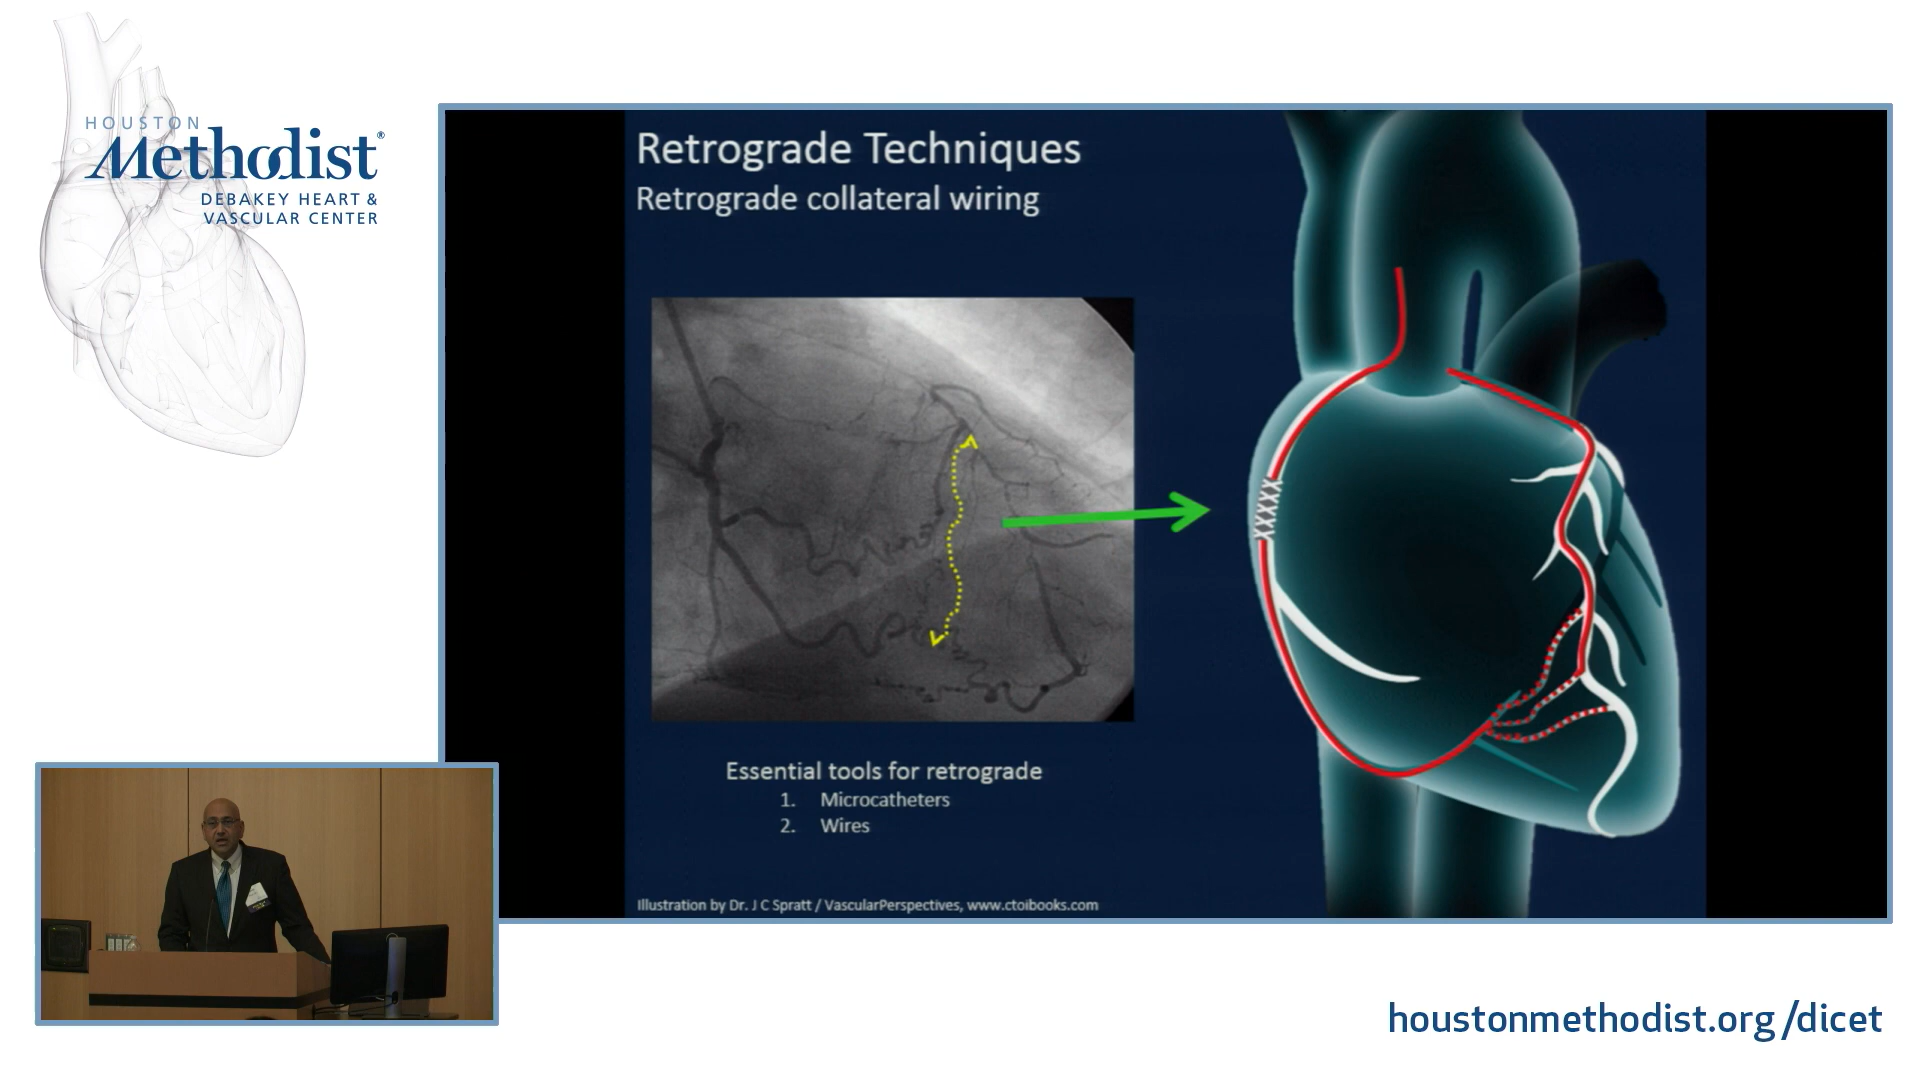 HOUSTON
Methodist®
DEBAKEY HEART &
VASCULAR CENTER
Retrograde Techniques
Retrograde collateral wiring
Essential tools for retrograde
1. Microcatheters
2. Wires
Illustration by Dr. J C Spratt / VascularPerspectives, www.ctoibooks.com
houstonmethodist.org/dicet